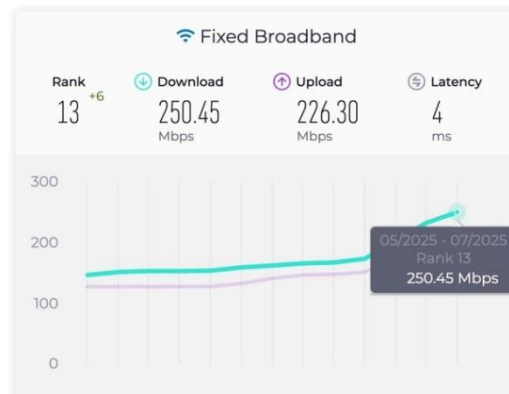 Fixed Broadband
Rank
13 +6
Download
250.45
Mbps
Upload
226.30
Mbps
Latency
4
ms
300
200
100
0
05/2025 - 07/2025
Rank 13
250.45 Mbps